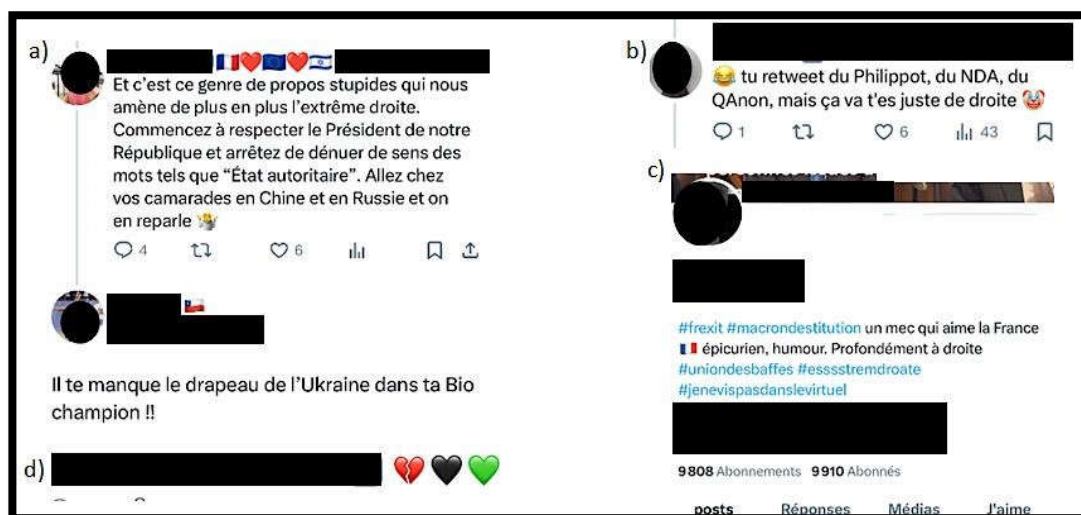 a)
🇫🇷❤️🇪🇺❤️🇮🇱
Et c’est ce genre de propos stupides qui nous
amène de plus en plus l’extrême droite.
Commencez à respecter le Président de notre
République et arrêtez de dénuer de sens des
mots tels que “État autoritaire”. Allez chez
vos camarades en Chine et en Russie et on
en reparle 🤷
4 6
🇨🇱
Il te manque le drapeau de l’Ukraine dans ta Bio
champion !!
d) 💔🖤💚
b)
😂 tu retweet du Philippot, du NDA, du
QAnon, mais ça va t'es juste de droite 🤡
1 6 43
c)
#frexit #macrondestitution un mec qui aime la France
🇫🇷 épicurien, humour. Profondément à droite
#uniondesbaffes #esssstremdroate
#jenevispasdanslevirtuel
9 808 Abonnements 9 910 Abonnés
posts Réponses Médias J'aime